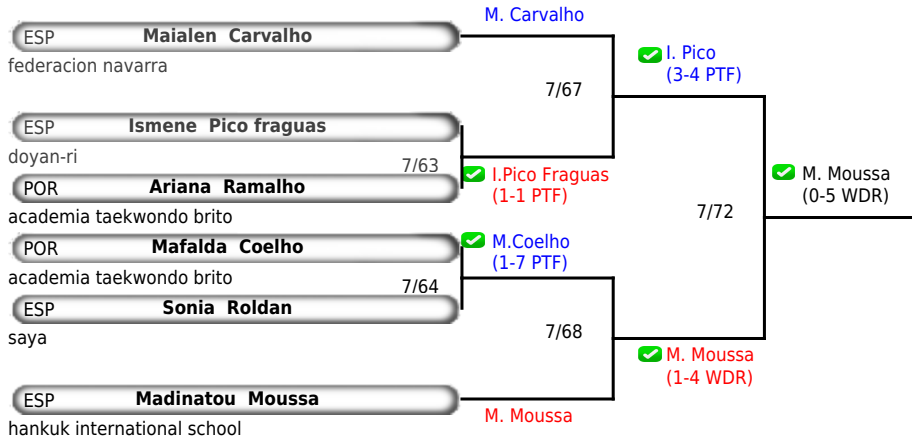 M. Carvalho
ESP Maialen Carvalho
federacion navarra
I. Pico
(3-4 PTF)
7/67
ESP Ismene Pico fraguas
doyan-ri
7/63
I.Pico Fraguas
(1-1 PTF)
POR Ariana Ramalho
academia taekwondo brito
M. Moussa
(0-5 WDR)
7/72
POR Mafalda Coelho
academia taekwondo brito
M.Coelho
(1-7 PTF)
7/64
ESP Sonia Roldan
saya
7/68
M. Moussa
(1-4 WDR)
ESP Madinatou Moussa
hankuk international school
M. Moussa